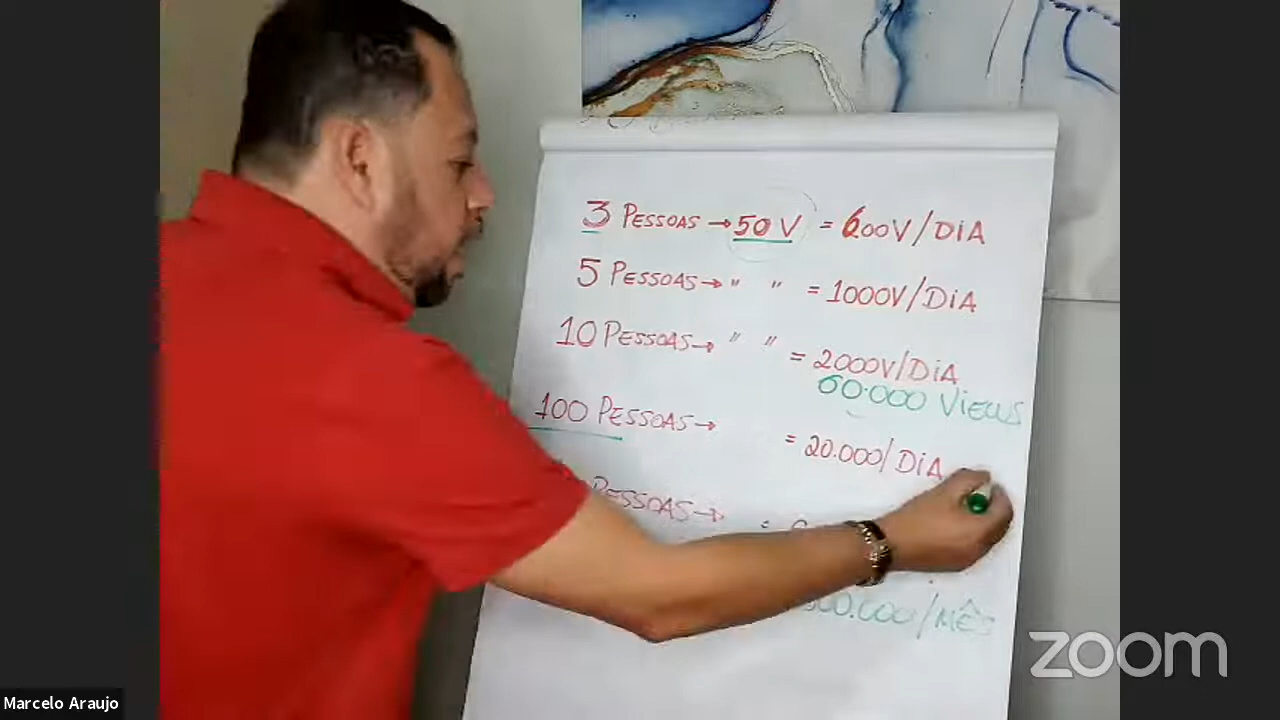 3 PESSOAS → 50 V = 600V/DIA
5 PESSOAS → " " = 1000V/DIA
10 PESSOAS → " " = 2000V/DIA
60.000 VIEWS
100 PESSOAS → = 20.000/DIA
PESSOAS → =
/MÊS
zoom
Marcelo Araujo